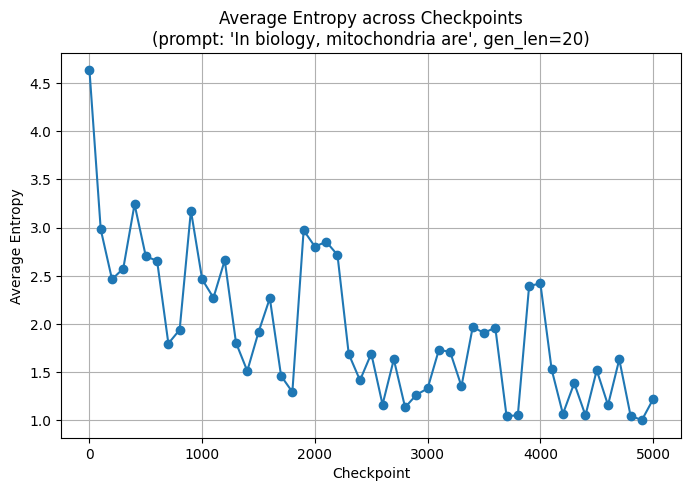 Average Entropy across Checkpoints
(prompt: 'In biology, mitochondria are', gen_len=20)
4.5
4.0
3.5
3.0
2.5
2.0
1.5
1.0
Average Entropy
0 1000 2000 3000 4000 5000
Checkpoint